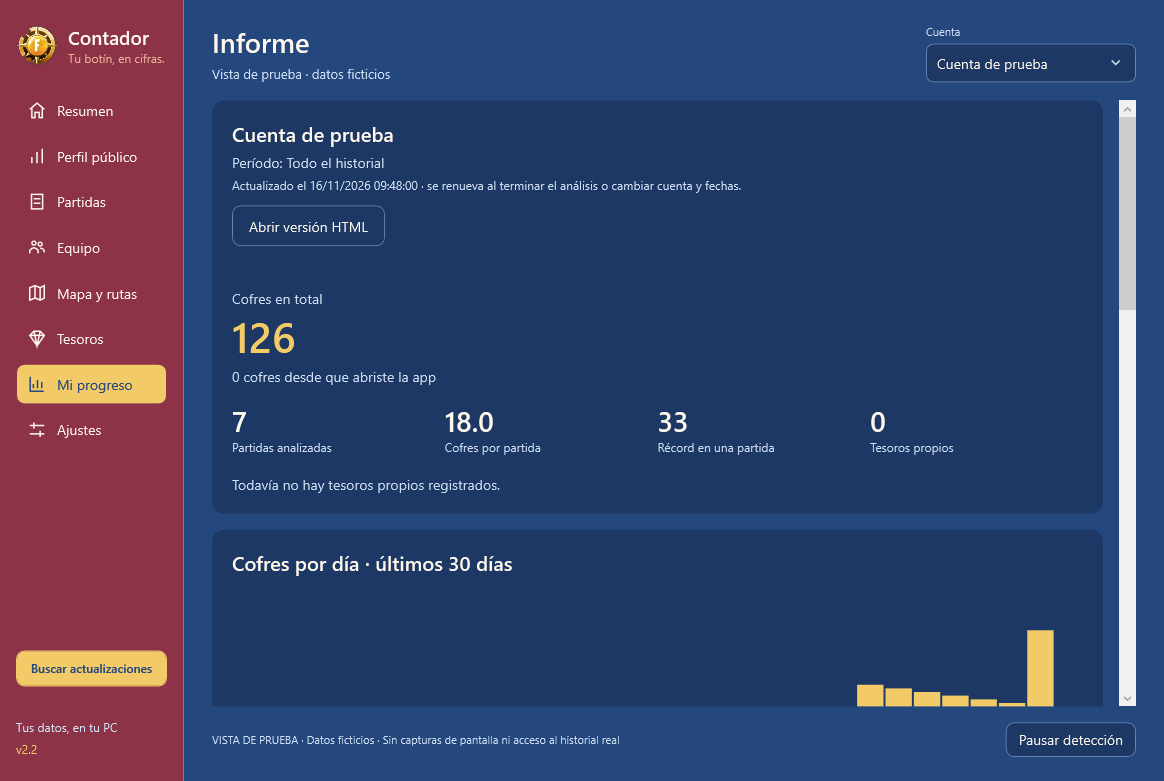 Contador
Tu botín, en cifras.
Resumen
Perfil público
Partidas
Equipo
Mapa y rutas
Tesoros
Mi progreso
Ajustes
Buscar actualizaciones
Tus datos, en tu PC
v2.2
Informe
Vista de prueba · datos ficticios
Cuenta
Cuenta de prueba
Cuenta de prueba
Período: Todo el historial
Actualizado el 16/11/2026 09:48:00 · se renueva al terminar el análisis o cambiar cuenta y fechas.
Abrir versión HTML
Cofres en total
126
0 cofres desde que abriste la app
7
Partidas analizadas
18.0
Cofres por partida
33
Récord en una partida
0
Tesoros propios
Todavía no hay tesoros propios registrados.
Cofres por día · últimos 30 días
VISTA DE PRUEBA · Datos ficticios · Sin capturas de pantalla ni acceso al historial real
Pausar detección